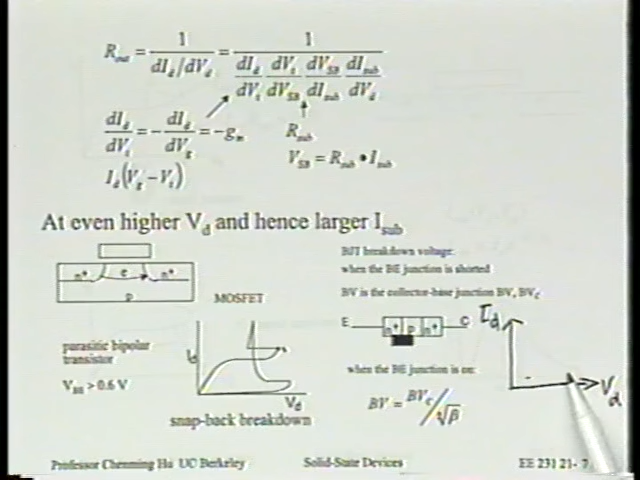 R_out = 1 / (dI_d/dV_d) = 1 / (dI_d/dV_t dV_t/dV_SB dV_SB/dI_sub dI_sub/dV_d)
dI_d/dV_t = - dI_d/dV_g = -g_m
R_sub
V_SB = R_sub • I_sub
I_d(V_g - V_t)
At even higher V_d and hence larger I_sub
n+ e n+
p
MOSFET
BJT breakdown voltage:
when the BE junction is shorted
BV is the collector-base junction BV, BV_C
E n+ p n+ C
parasitic bipolar
transistor
V_BE > 0.6 V
I_d
V_d
snap-back breakdown
when the BE junction is on:
BV = BV_C / √β
I_d
V_d
Professor Chenming Hu UC Berkeley
Solid-State Devices
EE 231 21-